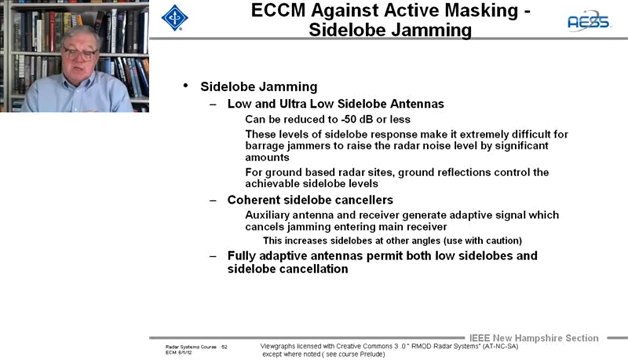 ECCM Against Active Masking -
Sidelobe Jamming
AESS
• Sidelobe Jamming
– Low and Ultra Low Sidelobe Antennas
Can be reduced to -50 dB or less
These levels of sidelobe response make it extremely difficult for
barrage jammers to raise the radar noise level by significant
amounts
For ground based radar sites, ground reflections control the
achievable sidelobe levels
– Coherent sidelobe cancellers
Auxiliary antenna and receiver generate adaptive signal which
cancels jamming entering main receiver
This increases sidelobes at other angles (use with caution)
– Fully adaptive antennas permit both low sidelobes and
sidelobe cancellation
IEEE New Hampshire Section
Radar Systems Course 52
ECM 6/1/12
Viewgraphs licensed with Creative Commons 3 .0 " RMOD Radar Systems" (AT-NC-SA)
except where noted ( see course Prelude)